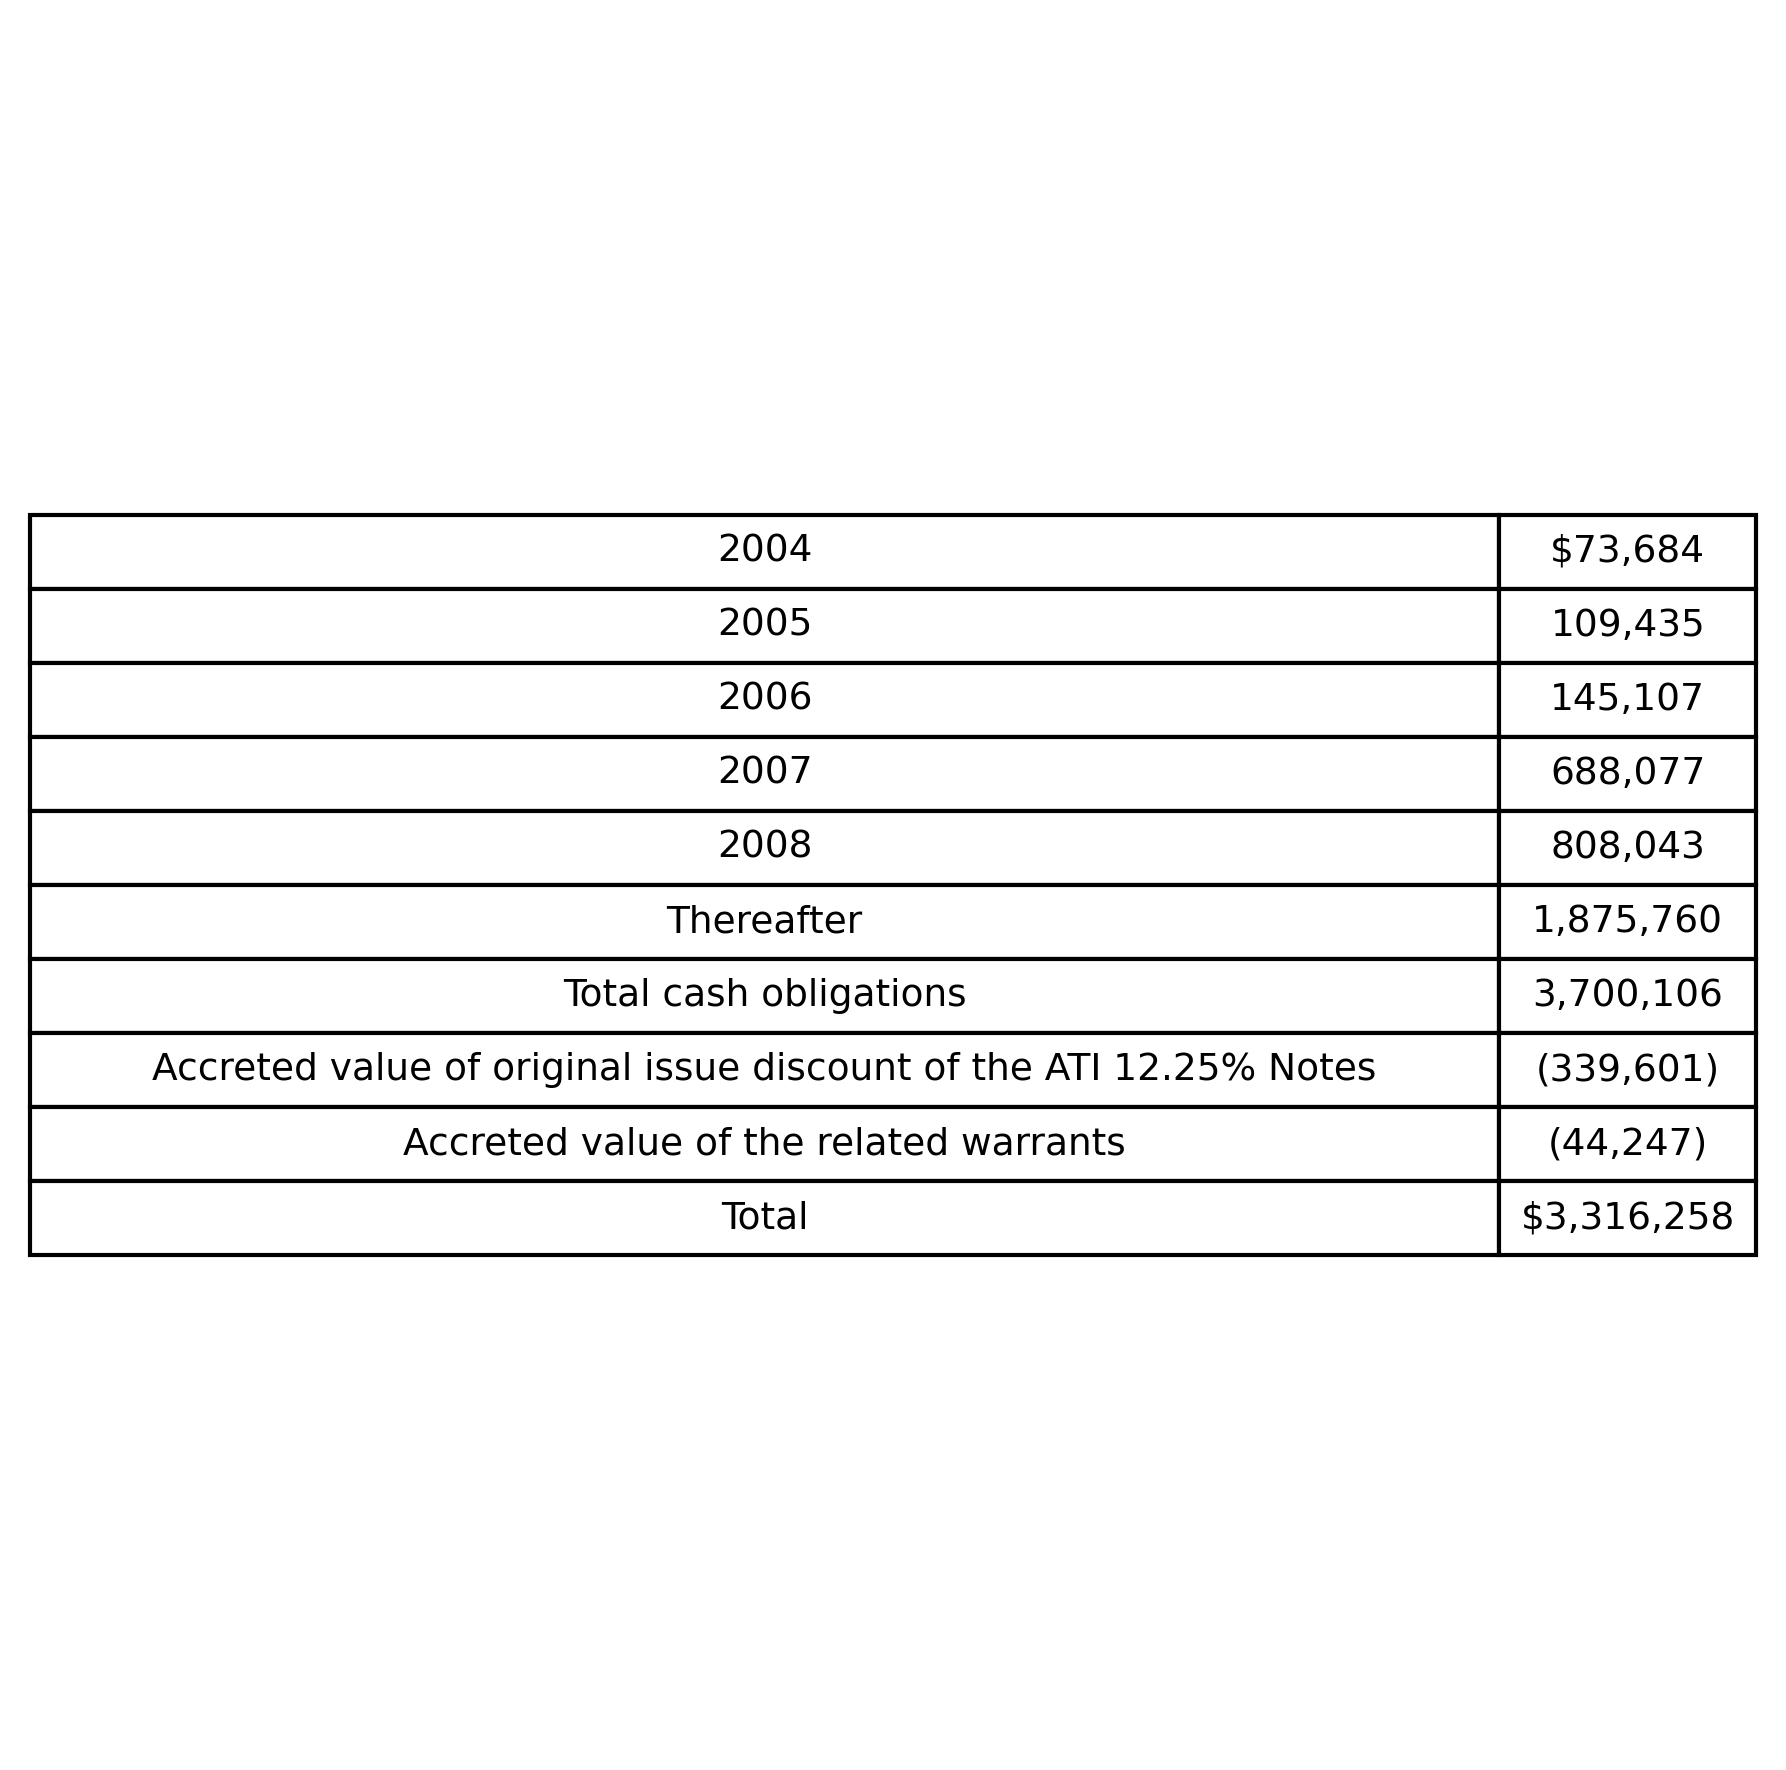 2004 $73,684
2005 109,435
2006 145,107
2007 688,077
2008 808,043
Thereafter 1,875,760
Total cash obligations 3,700,106
Accreted value of original issue discount of the ATI 12.25% Notes (339,601)
Accreted value of the related warrants (44,247)
Total $3,316,258